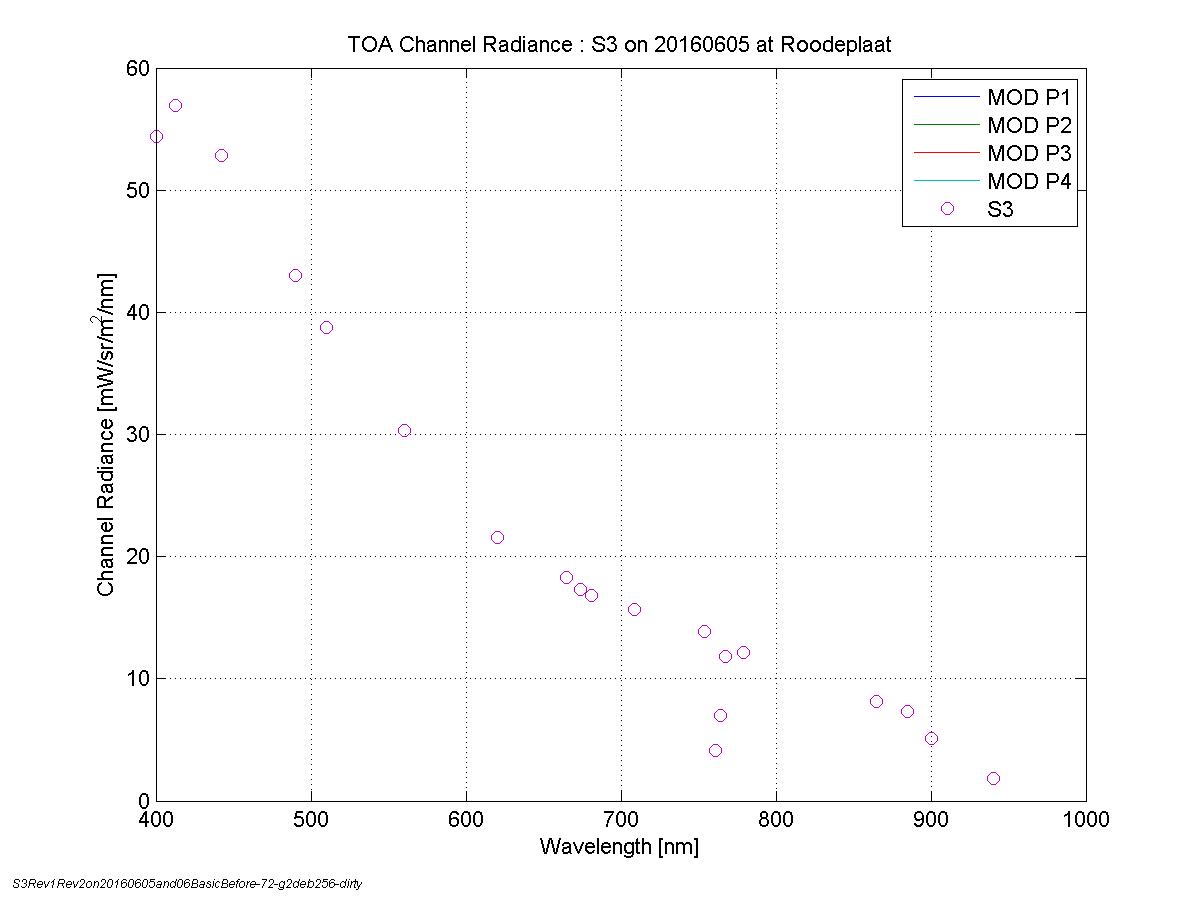 TOA Channel Radiance : S3 on 20160605 at Roodeplaat
60
50
40
30
20
10
0
Channel Radiance [mW/sr/m²/nm]
MOD P1
MOD P2
MOD P3
MOD P4
S3
400 500 600 700 800 900 1000
Wavelength [nm]
S3Rev1Rev2on20160605and06BasicBefore-72-g2deb256-dirty